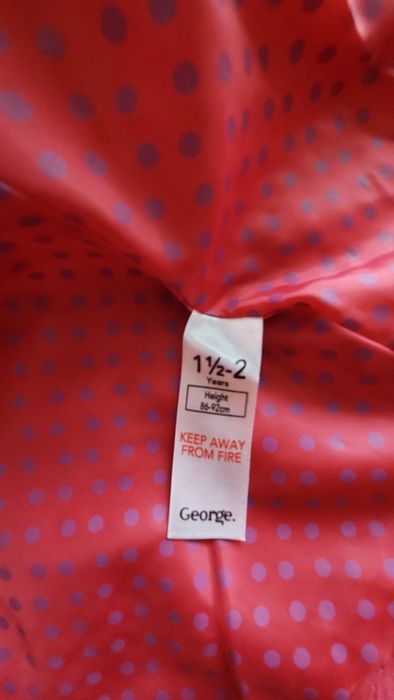 1½-2
Years
Height
86-92cm
KEEP AWAY
FROM FIRE
George.